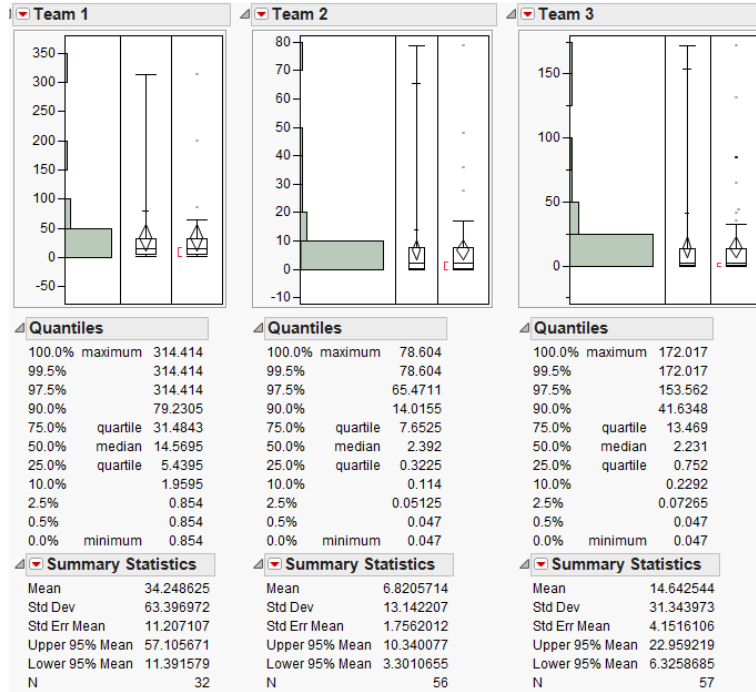 Team 1
350
300
250
200
150
100
50
0
-50
Quantiles
100.0% maximum 314.414
99.5% 314.414
97.5% 314.414
90.0% 79.2305
75.0% quartile 31.4843
50.0% median 14.5695
25.0% quartile 5.4395
10.0% 1.9595
2.5% 0.854
0.5% 0.854
0.0% minimum 0.854
Summary Statistics
Mean 34.248625
Std Dev 63.396972
Std Err Mean 11.207107
Upper 95% Mean 57.105671
Lower 95% Mean 11.391579
N 32
Team 2
80
70
60
50
40
30
20
10
0
-10
Quantiles
100.0% maximum 78.604
99.5% 78.604
97.5% 65.4711
90.0% 14.0155
75.0% quartile 7.6525
50.0% median 2.392
25.0% quartile 0.3225
10.0% 0.114
2.5% 0.05125
0.5% 0.047
0.0% minimum 0.047
Summary Statistics
Mean 6.8205714
Std Dev 13.142207
Std Err Mean 1.7562012
Upper 95% Mean 10.340077
Lower 95% Mean 3.3010655
N 56
Team 3
150
100
50
0
Quantiles
100.0% maximum 172.017
99.5% 172.017
97.5% 153.562
90.0% 41.6348
75.0% quartile 13.469
50.0% median 2.231
25.0% quartile 0.752
10.0% 0.2292
2.5% 0.07265
0.5% 0.047
0.0% minimum 0.047
Summary Statistics
Mean 14.642544
Std Dev 31.343973
Std Err Mean 4.1516106
Upper 95% Mean 22.959219
Lower 95% Mean 6.3258685
N 57